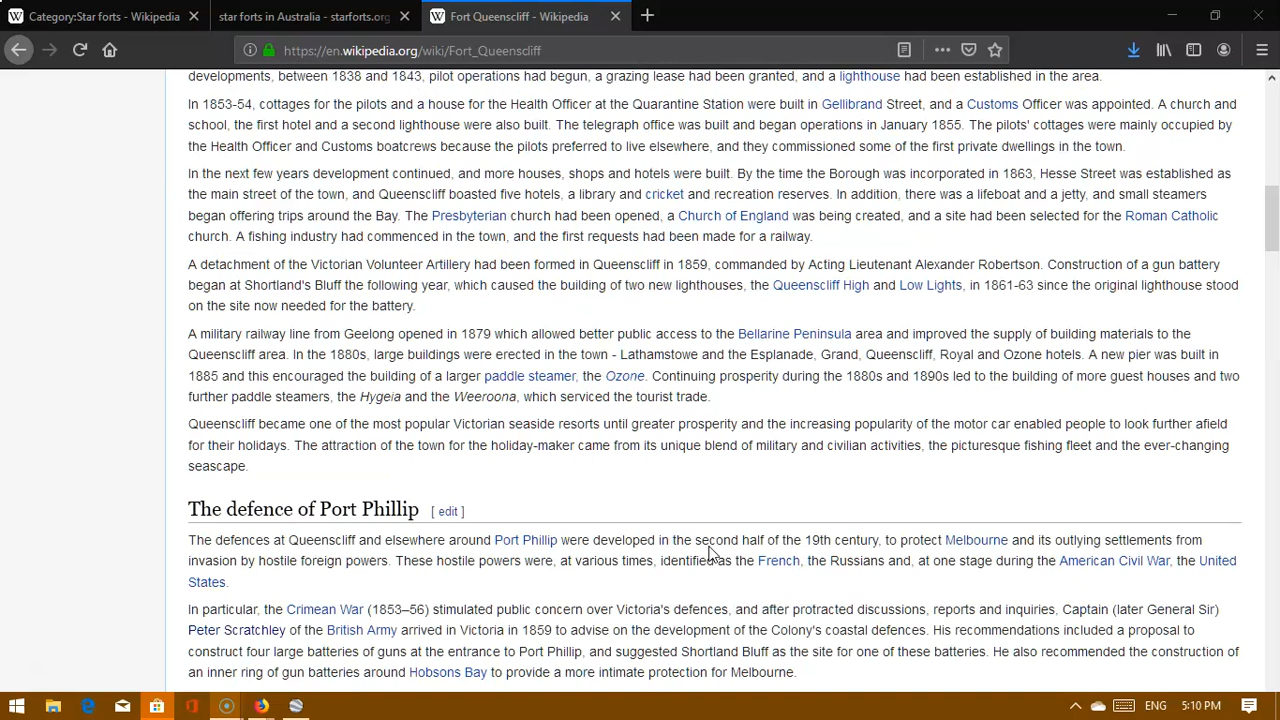 Category:Star forts - Wikipedia
star forts in Australia - starforts.org
Fort Queenscliff - Wikipedia
https://en.wikipedia.org/wiki/Fort_Queenscliff
developments, between 1838 and 1843, pilot operations had begun, a grazing lease had been granted, and a lighthouse had been established in the area.
In 1853-54, cottages for the pilots and a house for the Health Officer at the Quarantine Station were built in Gellibrand Street, and a Customs Officer was appointed. A church and
school, the first hotel and a second lighthouse were also built. The telegraph office was built and began operations in January 1855. The pilots' cottages were mainly occupied by
the Health Officer and Customs boatcrews because the pilots preferred to live elsewhere, and they commissioned some of the first private dwellings in the town.
In the next few years development continued, and more houses, shops and hotels were built. By the time the Borough was incorporated in 1863, Hesse Street was established as
the main street of the town, and Queenscliff boasted five hotels, a library and cricket and recreation reserves. In addition, there was a lifeboat and a jetty, and small steamers
began offering trips around the Bay. The Presbyterian church had been opened, a Church of England was being created, and a site had been selected for the Roman Catholic
church. A fishing industry had commenced in the town, and the first requests had been made for a railway.
A detachment of the Victorian Volunteer Artillery had been formed in Queenscliff in 1859, commanded by Acting Lieutenant Alexander Robertson. Construction of a gun battery
began at Shortland's Bluff the following year, which caused the building of two new lighthouses, the Queenscliff High and Low Lights, in 1861-63 since the original lighthouse stood
on the site now needed for the battery.
A military railway line from Geelong opened in 1879 which allowed better public access to the Bellarine Peninsula area and improved the supply of building materials to the
Queenscliff area. In the 1880s, large buildings were erected in the town - Lathamstowe and the Esplanade, Grand, Queenscliff, Royal and Ozone hotels. A new pier was built in
1885 and this encouraged the building of a larger paddle steamer, the Ozone. Continuing prosperity during the 1880s and 1890s led to the building of more guest houses and two
further paddle steamers, the Hygeia and the Weeroona, which serviced the tourist trade.
Queenscliff became one of the most popular Victorian seaside resorts until greater prosperity and the increasing popularity of the motor car enabled people to look further afield
for their holidays. The attraction of the town for the holiday-maker came from its unique blend of military and civilian activities, the picturesque fishing fleet and the ever-changing
seascape.
The defence of Port Phillip [ edit ]
The defences at Queenscliff and elsewhere around Port Phillip were developed in the second half of the 19th century, to protect Melbourne and its outlying settlements from
invasion by hostile foreign powers. These hostile powers were, at various times, identified as the French, the Russians and, at one stage during the American Civil War, the United
States.
In particular, the Crimean War (1853–56) stimulated public concern over Victoria's defences, and after protracted discussions, reports and inquiries, Captain (later General Sir)
Peter Scratchley of the British Army arrived in Victoria in 1859 to advise on the development of the Colony's coastal defences. His recommendations included a proposal to
construct four large batteries of guns at the entrance to Port Phillip, and suggested Shortland Bluff as the site for one of these batteries. He also recommended the construction of
an inner ring of gun batteries around Hobsons Bay to provide a more intimate protection for Melbourne.
ENG
5:10 PM